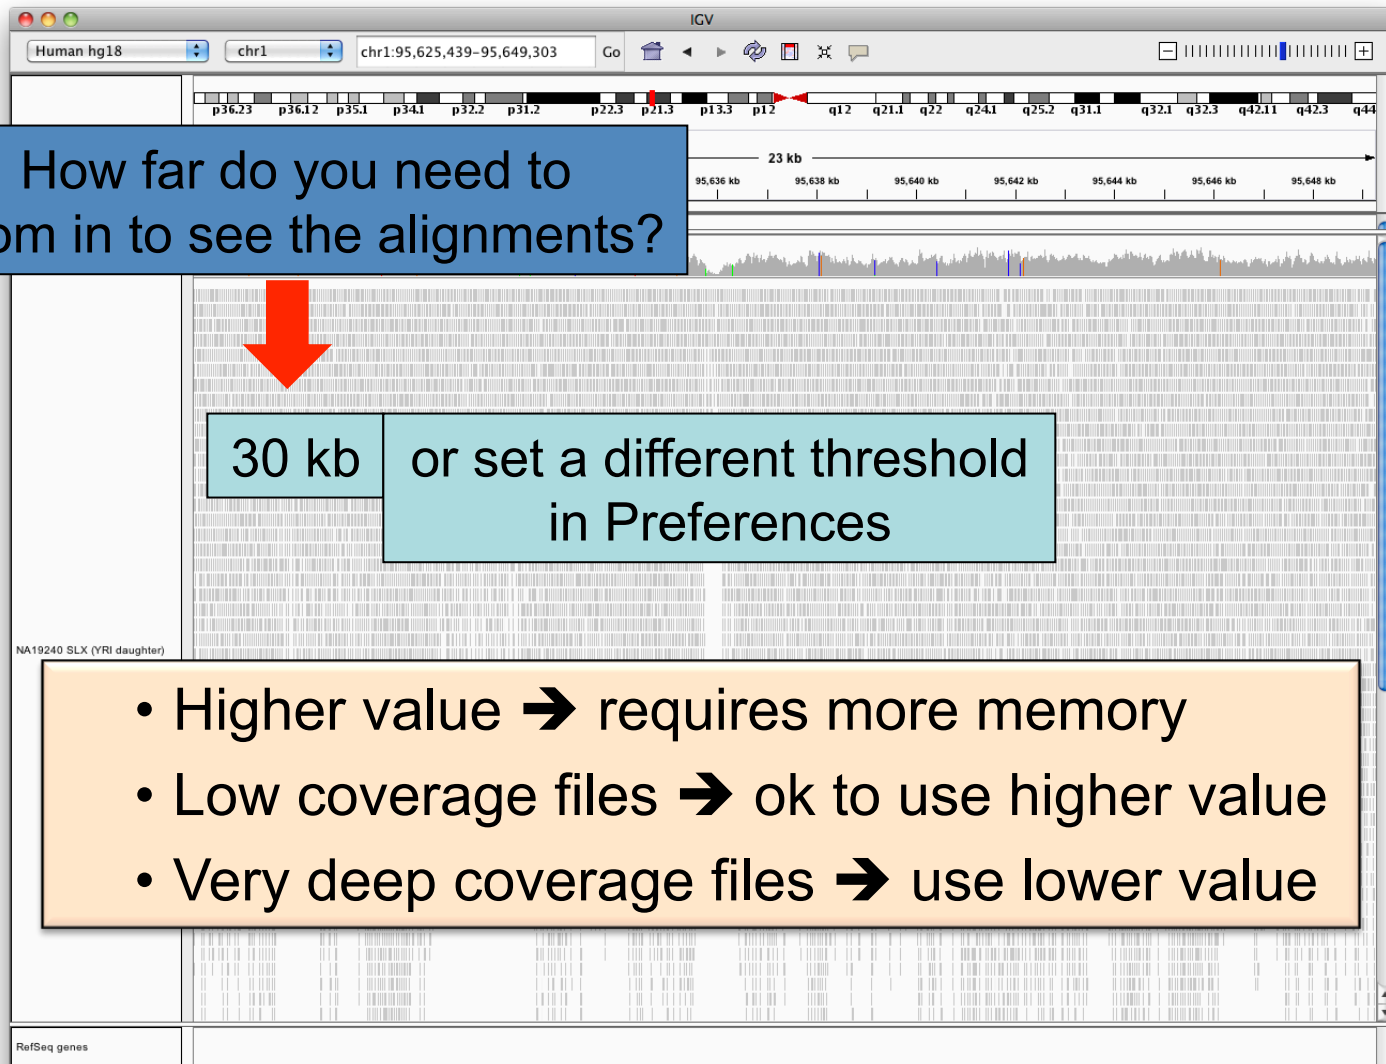 IGV
Human hg18 chr1 chr1:95,625,439-95,649,303 Go
p36.23 p36.12 p35.1 p34.1 p32.2 p31.2 p22.3 p21.3 p13.3 p12 q12 q21.1 q22 q24.1 q25.2 q31.1 q32.1 q32.3 q42.11 q42.3 q44
23 kb
95,636 kb 95,638 kb 95,640 kb 95,642 kb 95,644 kb 95,646 kb 95,648 kb
How far do you need to
om in to see the alignments?
30 kb
or set a different threshold
in Preferences
NA19240 SLX (YRI daughter)
• Higher value ➔ requires more memory
• Low coverage files ➔ ok to use higher value
• Very deep coverage files ➔ use lower value
RefSeq genes